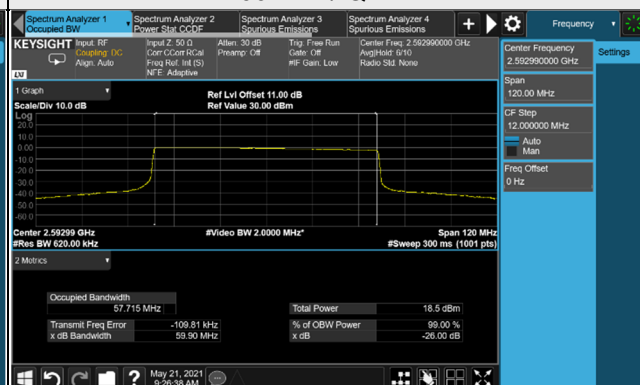 Spectrum Analyzer 1
Occupied BW
Spectrum Analyzer 2
Power Stat CCDF
Spectrum Analyzer 3
Spurious Emissions
Spectrum Analyzer 4
Spurious Emissions
+
Frequency
KEYSIGHT
LXI
Input: RF
Coupling: DC
Align: Auto
Input Z: 50 Ω
Corr CCorr RCal
Freq Ref: Int (S)
NFE: Adaptive
Atten: 30 dB
Preamp: Off
Trig: Free Run
Gate: Off
#IF Gain: Low
Center Freq: 2.592990000 GHz
Avg|Hold: 6/10
Radio Std: None
Center Frequency
2.592990000 GHz
Settings
Span
120.00 MHz
CF Step
12.000000 MHz
Auto
Man
Freq Offset
0 Hz
1 Graph
Scale/Div 10.0 dB
Ref Lvl Offset 11.00 dB
Ref Value 30.00 dBm
Log
20.0
10.0
0.00
-10.0
-20.0
-30.0
-40.0
-50.0
-60.0
Center 2.59299 GHz
#Res BW 620.00 kHz
#Video BW 2.0000 MHz*
Span 120 MHz
#Sweep 300 ms (1001 pts)
2 Metrics
Occupied Bandwidth
57.715 MHz
Transmit Freq Error -109.81 kHz
x dB Bandwidth 59.90 MHz
Total Power 18.5 dBm
% of OBW Power 99.00 %
x dB -26.00 dB
?
May 21, 2021
9:26:38 AM